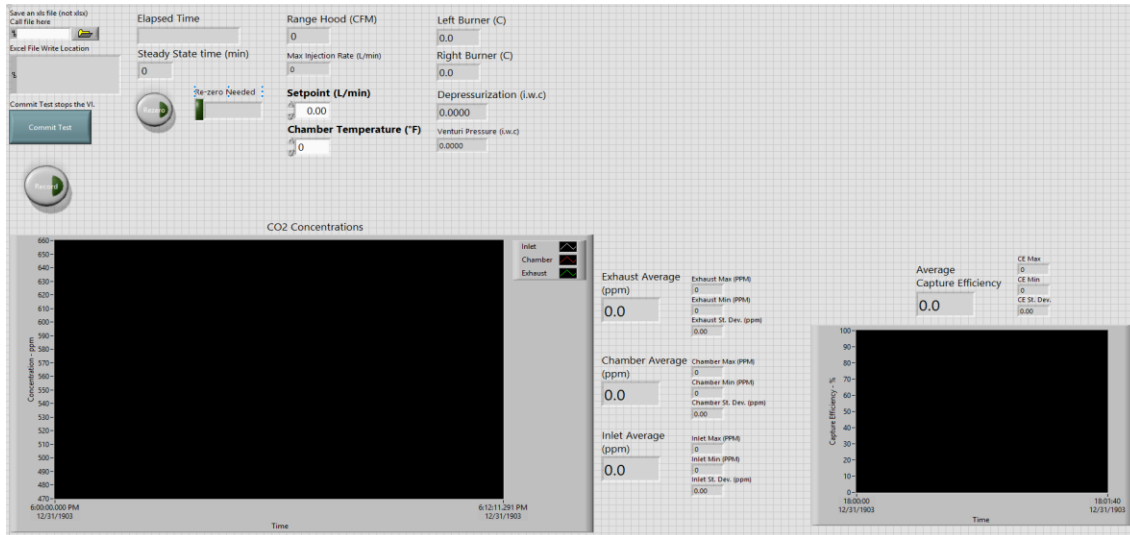 Save an xls file (not xlsx)
Call file here
Excel File Write Location
Commit Test stops the VI.
Commit Test
Record
Elapsed Time
Steady State time (min)
0
Record
Re-zero Needed
Range Hood (CFM)
0
Max Injection Rate (L/min)
0
Setpoint (L/min)
0.00
Chamber Temperature (°F)
0
Left Burner (C)
0.0
Right Burner (C)
0.0
Depressurization (i.w.c)
0.0000
Venturi Pressure (i.w.c)
0.0000
CO2 Concentrations
Concentration - ppm
660
650
640
630
620
610
600
590
580
570
560
550
540
530
520
510
500
490
480
470
6:00:00.000 PM
12/31/1903
6:12:11.291 PM
12/31/1903
Time
Inlet
Chamber
Exhaust
Exhaust Average
(ppm)
0.0
Exhaust Max (PPM)
0
Exhaust Min (PPM)
0
Exhaust St. Dev. (ppm)
0.00
Chamber Average
(ppm)
0.0
Chamber Max (PPM)
0
Chamber Min (PPM)
0
Chamber St. Dev. (ppm)
0.00
Inlet Average
(ppm)
0.0
Inlet Max (PPM)
0
Inlet Min (PPM)
0
Inlet St. Dev. (ppm)
0.00
Average
Capture Efficiency
0.0
CE Max
0
CE Min
0
CE St. Dev.
0.00
Capture Efficiency - %
100
90
80
70
60
50
40
30
20
10
0
18:00:00
12/31/1903
18:01:40
12/31/1903
Time